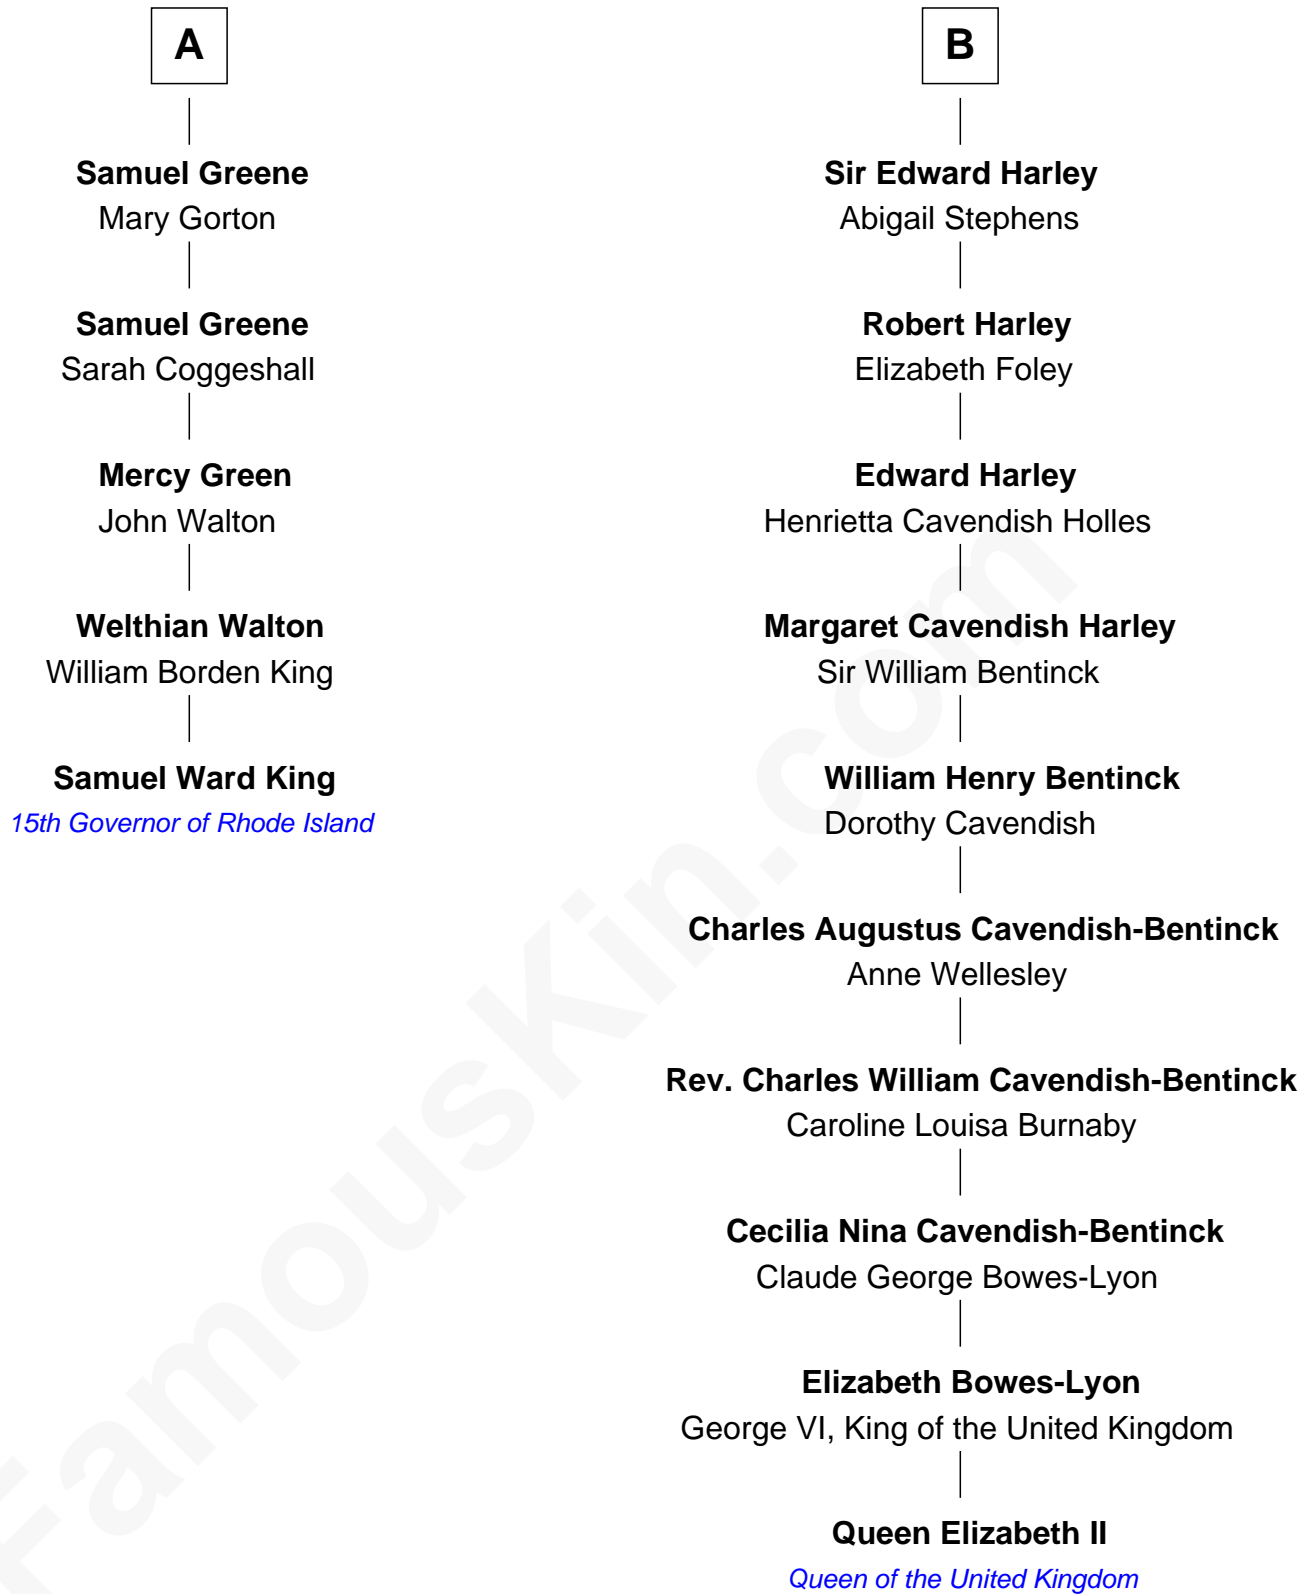 A
Samuel Greene
Mary Gorton
Samuel Greene
Sarah Coggeshall
Mercy Green
John Walton
Welthian Walton
William Borden King
Samuel Ward King
15th Governor of Rhode Island
B
Sir Edward Harley
Abigail Stephens
Robert Harley
Elizabeth Foley
Edward Harley
Henrietta Cavendish Holles
Margaret Cavendish Harley
Sir William Bentinck
William Henry Bentinck
Dorothy Cavendish
Charles Augustus Cavendish-Bentinck
Anne Wellesley
Rev. Charles William Cavendish-Bentinck
Caroline Louisa Burnaby
Cecilia Nina Cavendish-Bentinck
Claude George Bowes-Lyon
Elizabeth Bowes-Lyon
George VI, King of the United Kingdom
Queen Elizabeth II
Queen of the United Kingdom
FamousKin.com